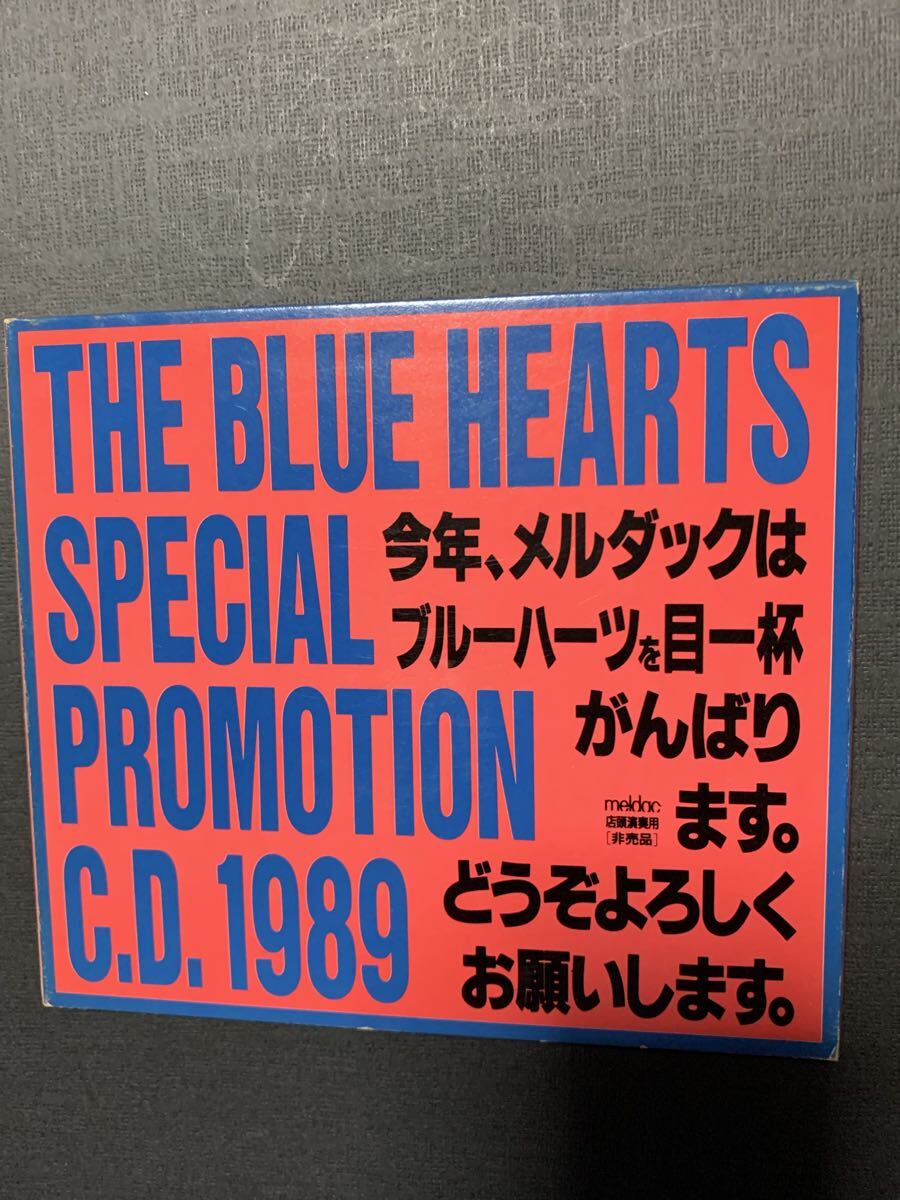 THE BLUE HEARTS
SPECIAL
PROMOTION
C.D. 1989
今年、メルダックは
ブルーハーツを目一杯
がんばり
ます。
meldac
店頭演奏用
[非売品]
どうぞよろしく
お願いします。